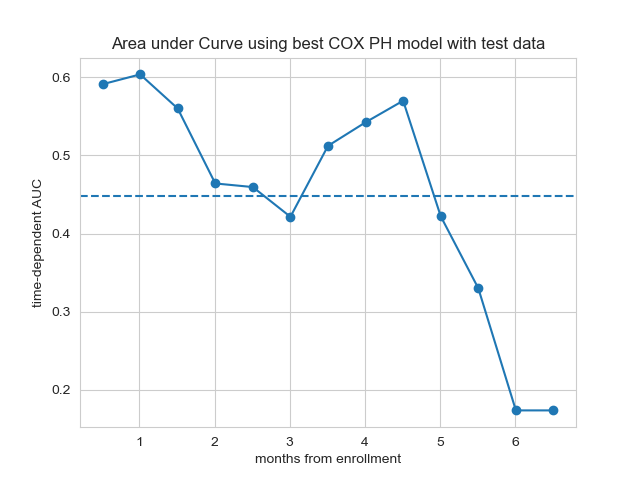 Area under Curve using best COX PH model with test data
0.6
0.5
0.4
0.3
0.2
time-dependent AUC
1 2 3 4 5 6
months from enrollment